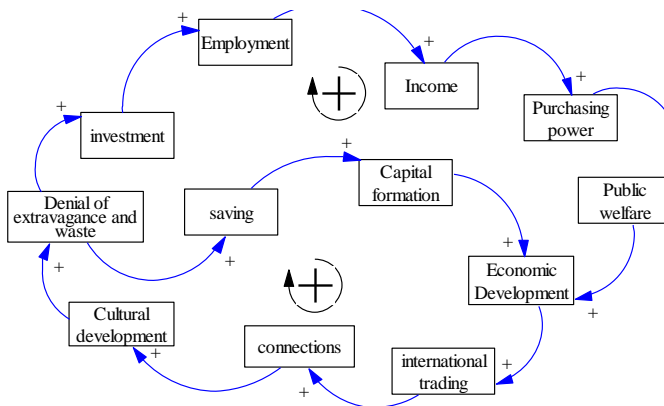 Employment
+
+
+
Income
Purchasing
power
+
investment
+
Capital
formation
Denial of
extravagance and
waste
saving
Public
welfare
+
+
+
Economic
Development
+
Cultural
development
connections
+
+
international
trading
+
+